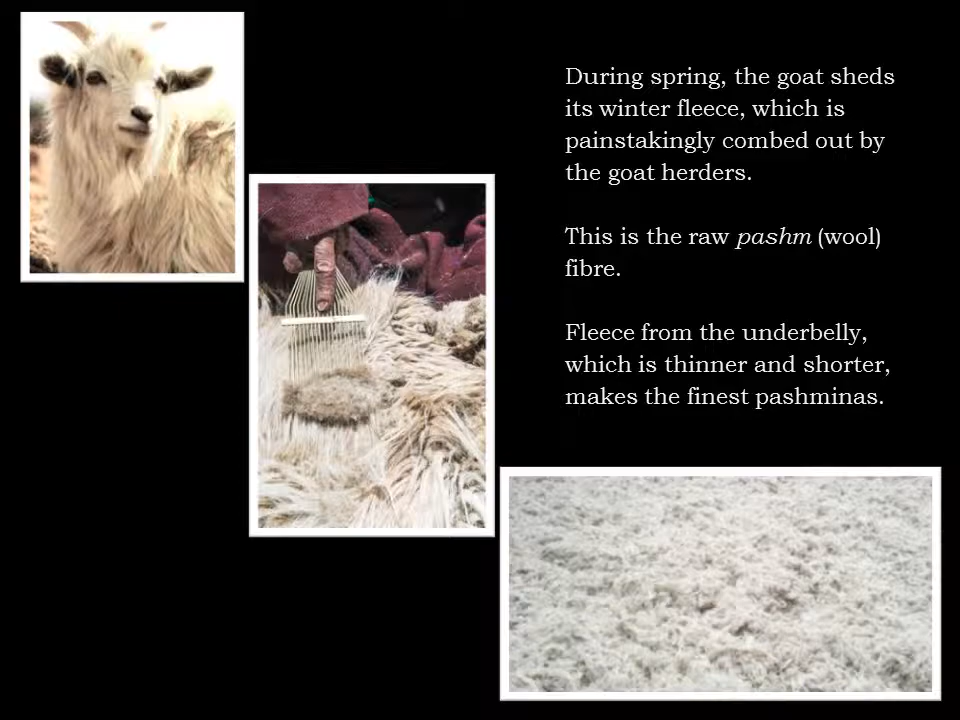 During spring, the goat sheds
its winter fleece, which is
painstakingly combed out by
the goat herders.
This is the raw pashm (wool)
fibre.
Fleece from the underbelly,
which is thinner and shorter,
makes the finest pashminas.